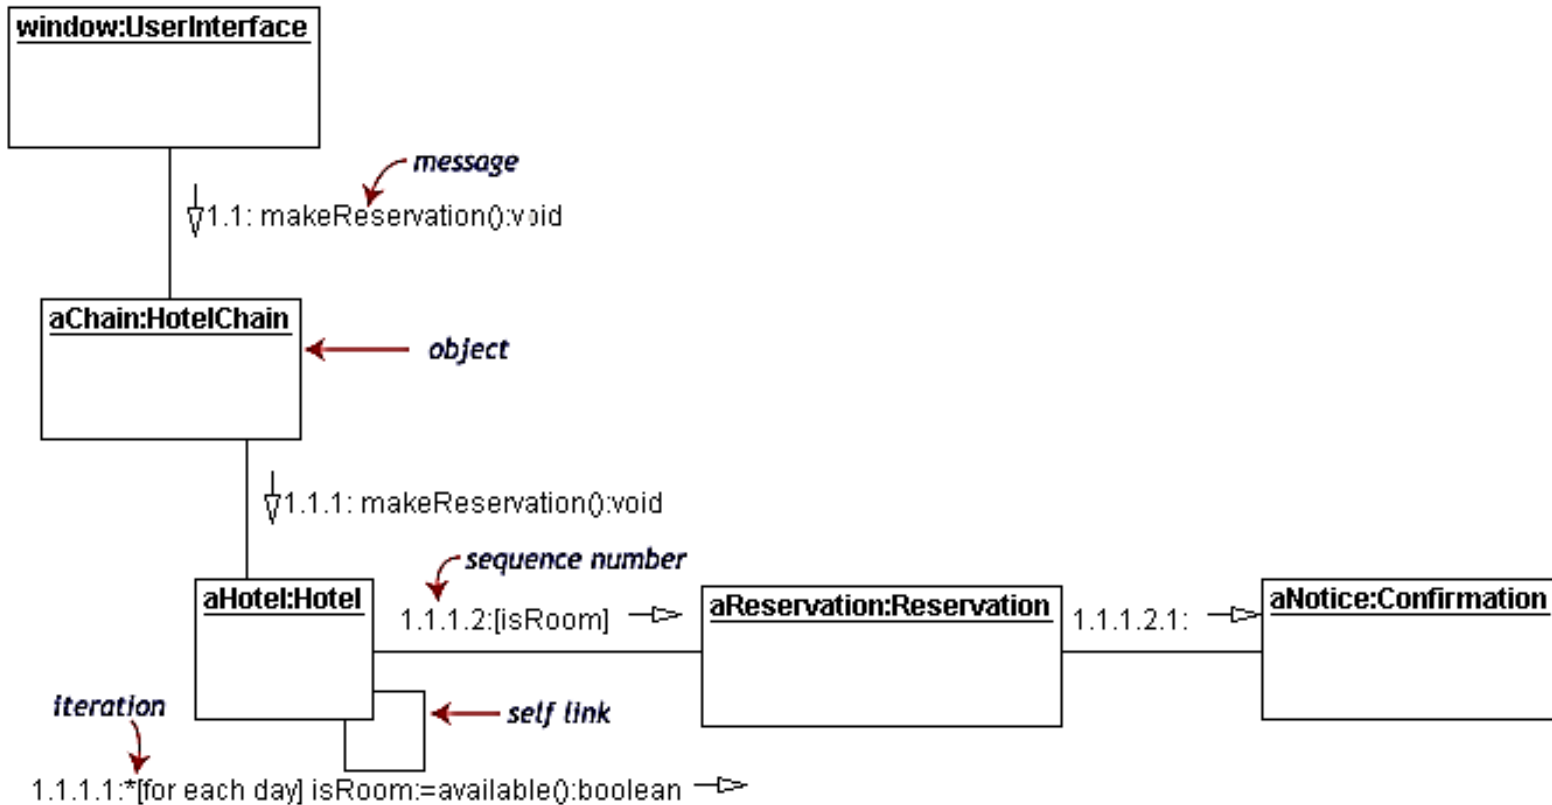 window:UserInterface
message
1.1: makeReservation():void
aChain:HotelChain
object
1.1.1: makeReservation():void
sequence number
aHotel:Hotel
1.1.1.2:[isRoom]
aReservation:Reservation
1.1.1.2.1:
aNotice:Confirmation
iteration
self link
1.1.1.1:*[for each day] isRoom:=available():boolean